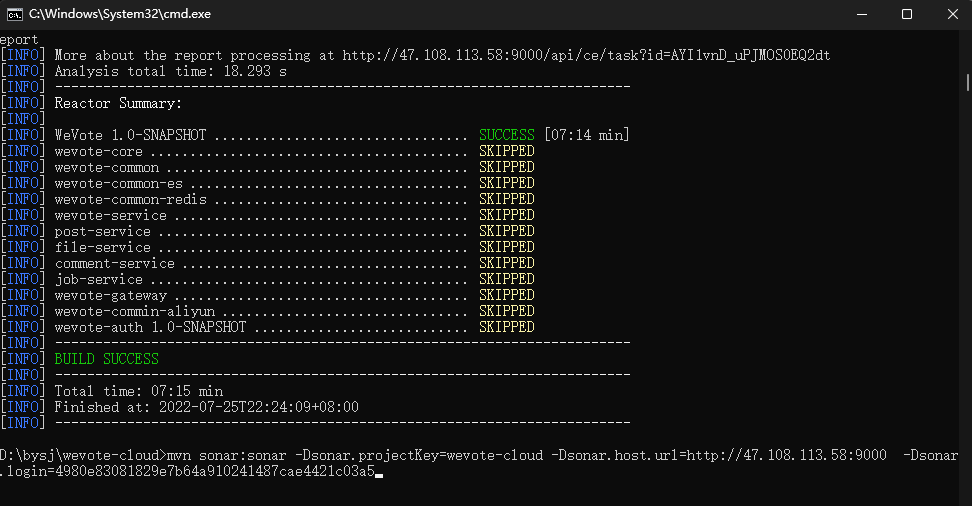 C:\Windows\System32\cmd.exe
eport
[INFO] More about the report processing at http://47.108.113.58:9000/api/ce/task?id=AYI1vnD_uPJMOS0EQ2dt
[INFO] Analysis total time: 18.293 s
[INFO] ------------------------------------------------------------------------
[INFO] Reactor Summary:
[INFO]
[INFO] WeVote 1.0-SNAPSHOT ................................ SUCCESS [07:14 min]
[INFO] wevote-core ........................................ SKIPPED
[INFO] wevote-common ...................................... SKIPPED
[INFO] wevote-common-es ................................... SKIPPED
[INFO] wevote-common-redis ................................ SKIPPED
[INFO] wevote-service ..................................... SKIPPED
[INFO] post-service ....................................... SKIPPED
[INFO] file-service ....................................... SKIPPED
[INFO] comment-service .................................... SKIPPED
[INFO] job-service ........................................ SKIPPED
[INFO] wevote-gateway ..................................... SKIPPED
[INFO] wevote-commin-aliyun ............................... SKIPPED
[INFO] wevote-auth 1.0-SNAPSHOT ........................... SKIPPED
[INFO] ------------------------------------------------------------------------
[INFO] BUILD SUCCESS
[INFO] ------------------------------------------------------------------------
[INFO] Total time: 07:15 min
[INFO] Finished at: 2022-07-25T22:24:09+08:00
[INFO] ------------------------------------------------------------------------
D:\bysj\wevote-cloud>mvn sonar:sonar -Dsonar.projectKey=wevote-cloud -Dsonar.host.url=http://47.108.113.58:9000  -Dsonar
.login=4980e83081829e7b64a910241487cae4421c03a5